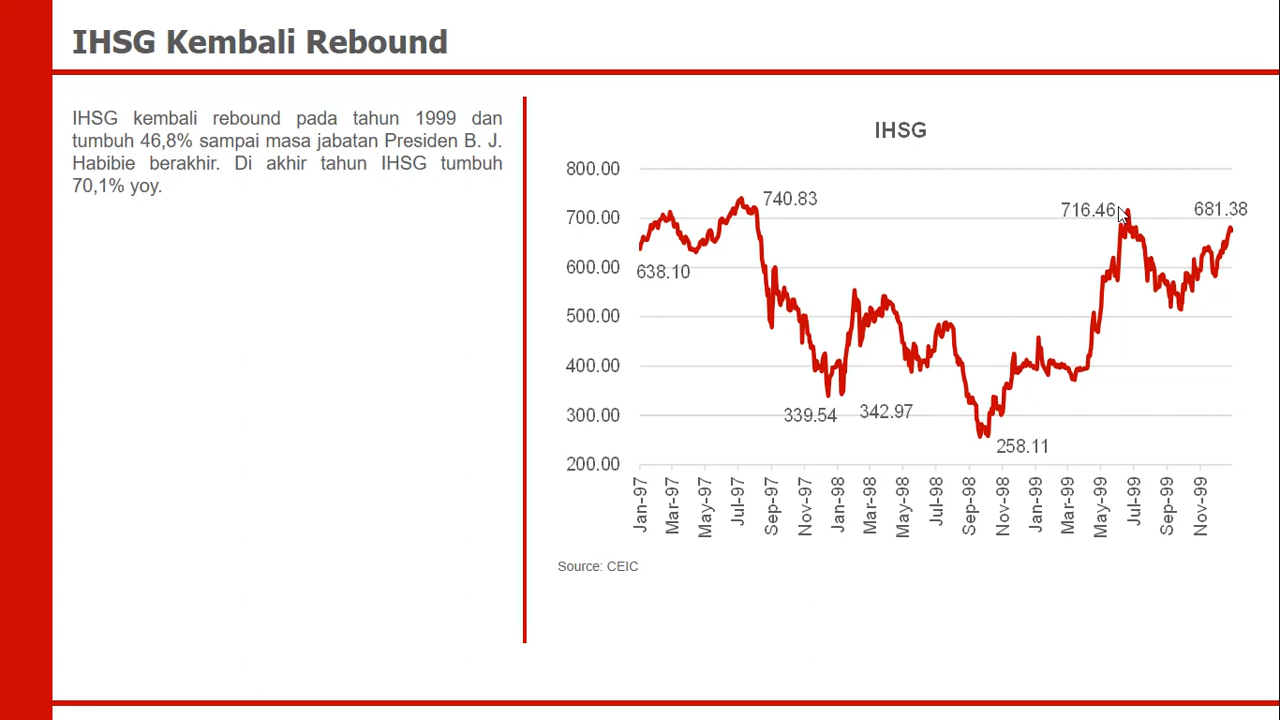 IHSG Kembali Rebound
IHSG kembali rebound pada tahun 1999 dan
tumbuh 46,8% sampai masa jabatan Presiden B. J.
Habibie berakhir. Di akhir tahun IHSG tumbuh
70,1% yoy.
IHSG
800.00
700.00
600.00
500.00
400.00
300.00
200.00
638.10
740.83
339.54
342.97
258.11
716.46
681.38
Jan-97
Mar-97
May-97
Jul-97
Sep-97
Nov-97
Jan-98
Mar-98
May-98
Jul-98
Sep-98
Nov-98
Jan-99
Mar-99
May-99
Jul-99
Sep-99
Nov-99
Source: CEIC